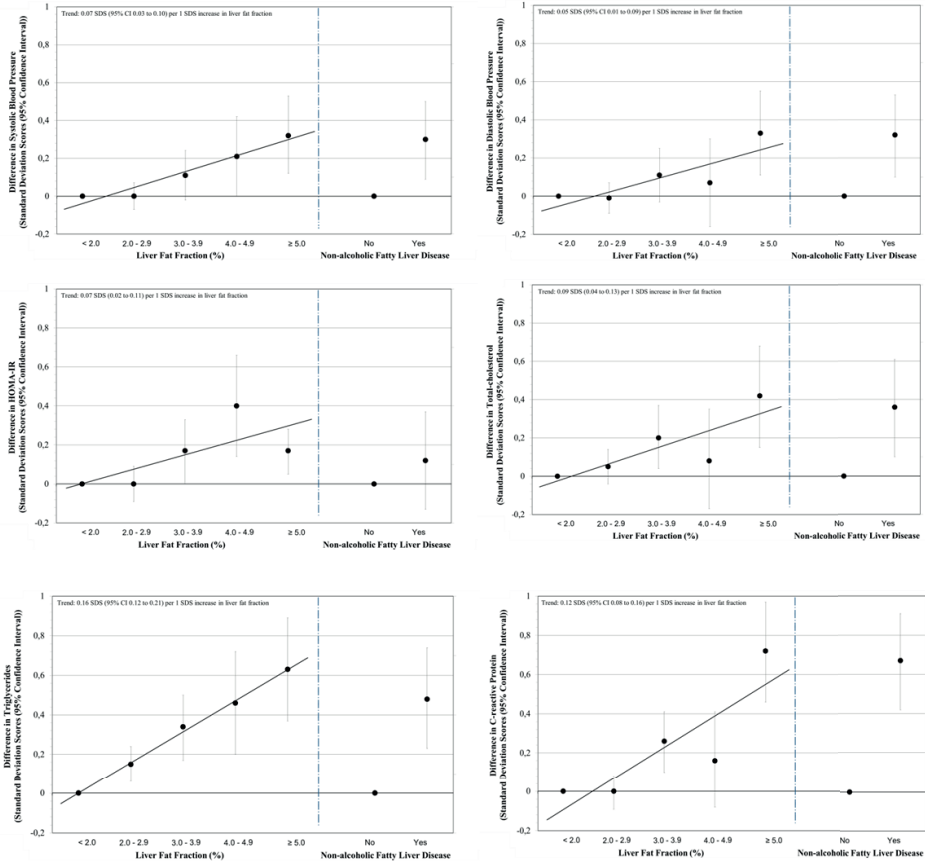 Trend: 0.07 SDS (95% CI 0.03 to 0.10) per 1 SDS increase in liver fat fraction
Difference in Systolic Blood Pressure
(Standard Deviation Scores (95% Confidence Interval))
1
0,8
0,6
0,4
0,2
0
-0,2
< 2.0 2.0 - 2.9 3.0 - 3.9 4.0 - 4.9 ≥ 5.0 No Yes
Liver Fat Fraction (%) Non-alcoholic Fatty Liver Disease
Trend: 0.05 SDS (95% CI 0.01 to 0.09) per 1 SDS increase in liver fat fraction
Difference in Diastolic Blood Pressure
(Standard Deviation Scores (95% Confidence Interval))
1
0,8
0,6
0,4
0,2
0
-0,2
< 2.0 2.0 - 2.9 3.0 - 3.9 4.0 - 4.9 ≥ 5.0 No Yes
Liver Fat Fraction (%) Non-alcoholic Fatty Liver Disease
Trend: 0.07 SDS (0.02 to 0.11) per 1 SDS increase in liver fat fraction
Difference in HOMA-IR
(Standard Deviation Scores (95% Confidence Interval))
1
0,8
0,6
0,4
0,2
0
-0,2
< 2.0 2.0 - 2.9 3.0 - 3.9 4.0 - 4.9 ≥ 5.0 No Yes
Liver Fat Fraction (%) Non-alcoholic Fatty Liver Disease
Trend: 0.09 SDS (0.04 to 0.13) per 1 SDS increase in liver fat fraction
Difference in Total-cholesterol
(Standard Deviation Scores (95% Confidence Interval))
1
0,8
0,6
0,4
0,2
0
-0,2
< 2.0 2.0 - 2.9 3.0 - 3.9 4.0 - 4.9 ≥ 5.0 No Yes
Liver Fat Fraction (%) Non-alcoholic Fatty Liver Disease
Trend: 0.16 SDS (95% CI 0.12 to 0.21) per 1 SDS increase in liver fat fraction
Difference in Triglycerides
(Standard Deviation Scores (95% Confidence Interval))
1
0,8
0,6
0,4
0,2
0
-0,2
< 2.0 2.0 - 2.9 3.0 - 3.9 4.0 - 4.9 ≥ 5.0 No Yes
Liver Fat Fraction (%) Non-alcoholic Fatty Liver Disease
Trend: 0.12 SDS (95% CI 0.08 to 0.16) per 1 SDS increase in liver fat fraction
Difference in C-reactive Protein
(Standard Deviation Scores (95% Confidence Interval))
1
0,8
0,6
0,4
0,2
0
-0,2
< 2.0 2.0 - 2.9 3.0 - 3.9 4.0 - 4.9 ≥ 5.0 No Yes
Liver Fat Fraction (%) Non-alcoholic Fatty Liver Disease